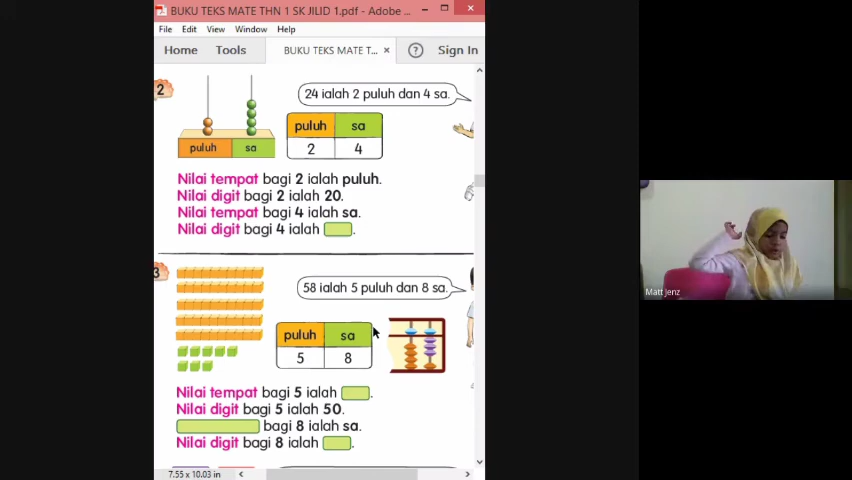 BUKU TEKS MATE THN 1 SK JILID 1.pdf - Adobe ...
File Edit View Window Help
Home Tools BUKU TEKS MATE T... × ? Sign In
2
24 ialah 2 puluh dan 4 sa.
puluh sa
2 4
puluh sa
Nilai tempat bagi 2 ialah puluh.
Nilai digit bagi 2 ialah 20.
Nilai tempat bagi 4 ialah sa.
Nilai digit bagi 4 ialah
3
58 ialah 5 puluh dan 8 sa.
puluh sa
5 8
Nilai tempat bagi 5 ialah .
Nilai digit bagi 5 ialah 50.
bagi 8 ialah sa.
Nilai digit bagi 8 ialah .
7.55 x 10.03 in
Matt Jenz